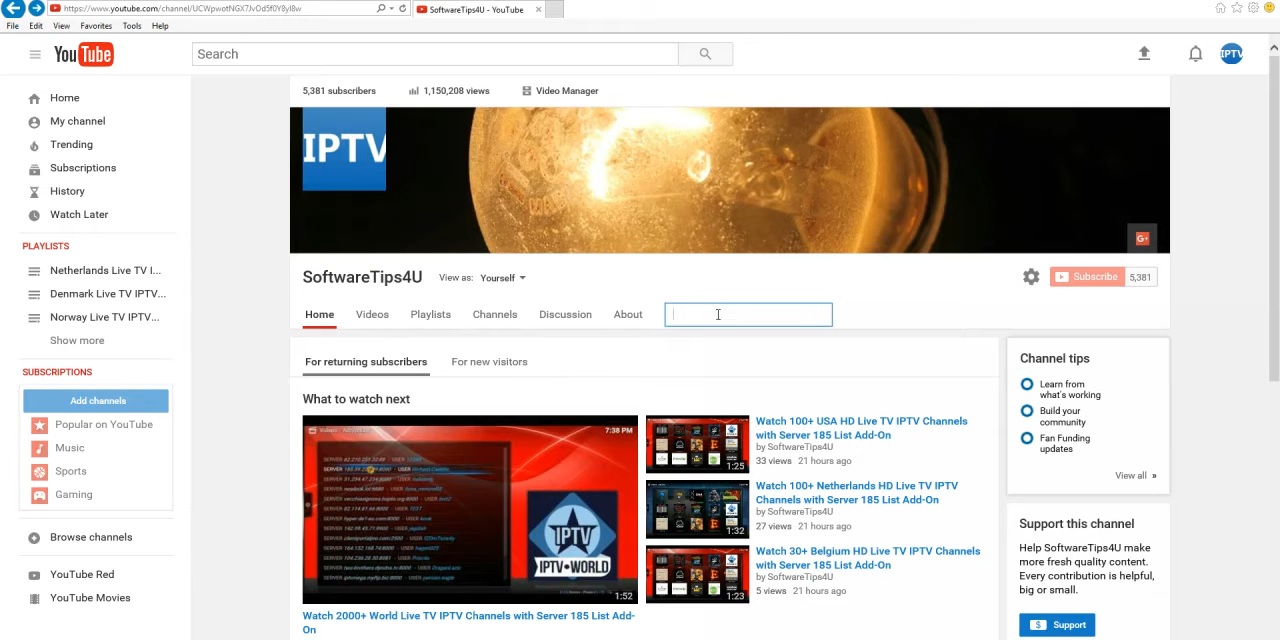 https://www.youtube.com/channel/UCWpwotNGX7JvOd5f0Y8yl8w
SoftwareTips4U - YouTube
File Edit View Favorites Tools Help
YouTube
Search
IPTV
5,381 subscribers 1,150,208 views Video Manager
IPTV
G+
SoftwareTips4U View as: Yourself
Subscribe 5,381
Home Videos Playlists Channels Discussion About
Home
My channel
Trending
Subscriptions
History
Watch Later
PLAYLISTS
Netherlands Live TV I...
Denmark Live TV IPTV...
Norway Live TV IPTV...
Show more
SUBSCRIPTIONS
Add channels
Popular on YouTube
Music
Sports
Gaming
Browse channels
YouTube Red
YouTube Movies
For returning subscribers For new visitors
What to watch next
7:38 PM
IPTV
IPTV WORLD
1:52
Watch 2000+ World Live TV IPTV Channels with Server 185 List Add-
On
1:25
Watch 100+ USA HD Live TV IPTV Channels
with Server 185 List Add-On
by SoftwareTips4U
33 views 21 hours ago
1:32
Watch 100+ Netherlands HD Live TV IPTV
Channels with Server 185 List Add-On
by SoftwareTips4U
27 views 21 hours ago
1:23
Watch 30+ Belgium HD Live TV IPTV Channels
with Server 185 List Add-On
by SoftwareTips4U
5 views 21 hours ago
Channel tips
Learn from
what's working
Build your
community
Fan Funding
updates
View all »
Support this channel
Help SoftwareTips4U make
more fresh quality content.
Every contribution is helpful,
big or small.
$ Support